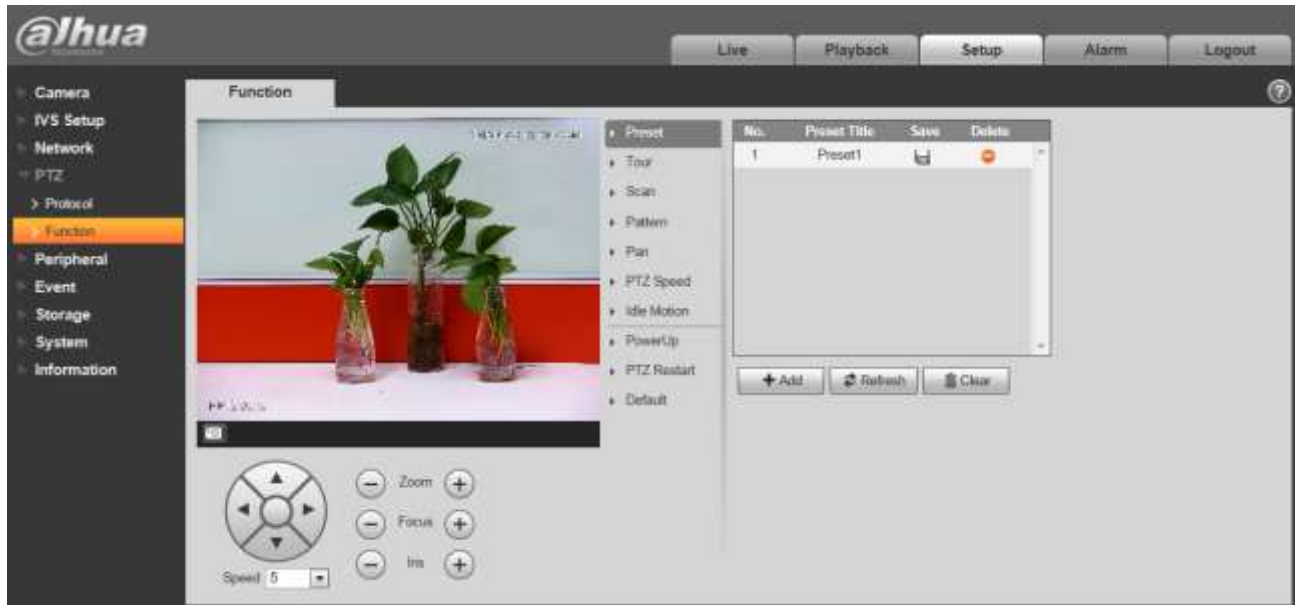 alhua
Live
Playback
Setup
Alarm
Logout
Camera
IVS Setup
Network
PTZ
Protocol
Function
Peripheral
Event
Storage
System
Information
Function
Preset
Tour
Scan
Pattern
Pan
PTZ Speed
Idle Motion
PowerUp
PTZ Restart
Default
No. Preset Title Save Delete
1 Preset1
Add Refresh Clear
Zoom
Focus
Iris
Speed 5